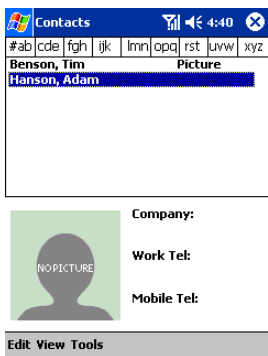 Contacts 4:40
#ab cde fgh ijk lmn opq rst uvw xyz
Benson, Tim Picture
Hanson, Adam
Company:
Work Tel:
NO PICTURE
Mobile Tel:
Edit View Tools